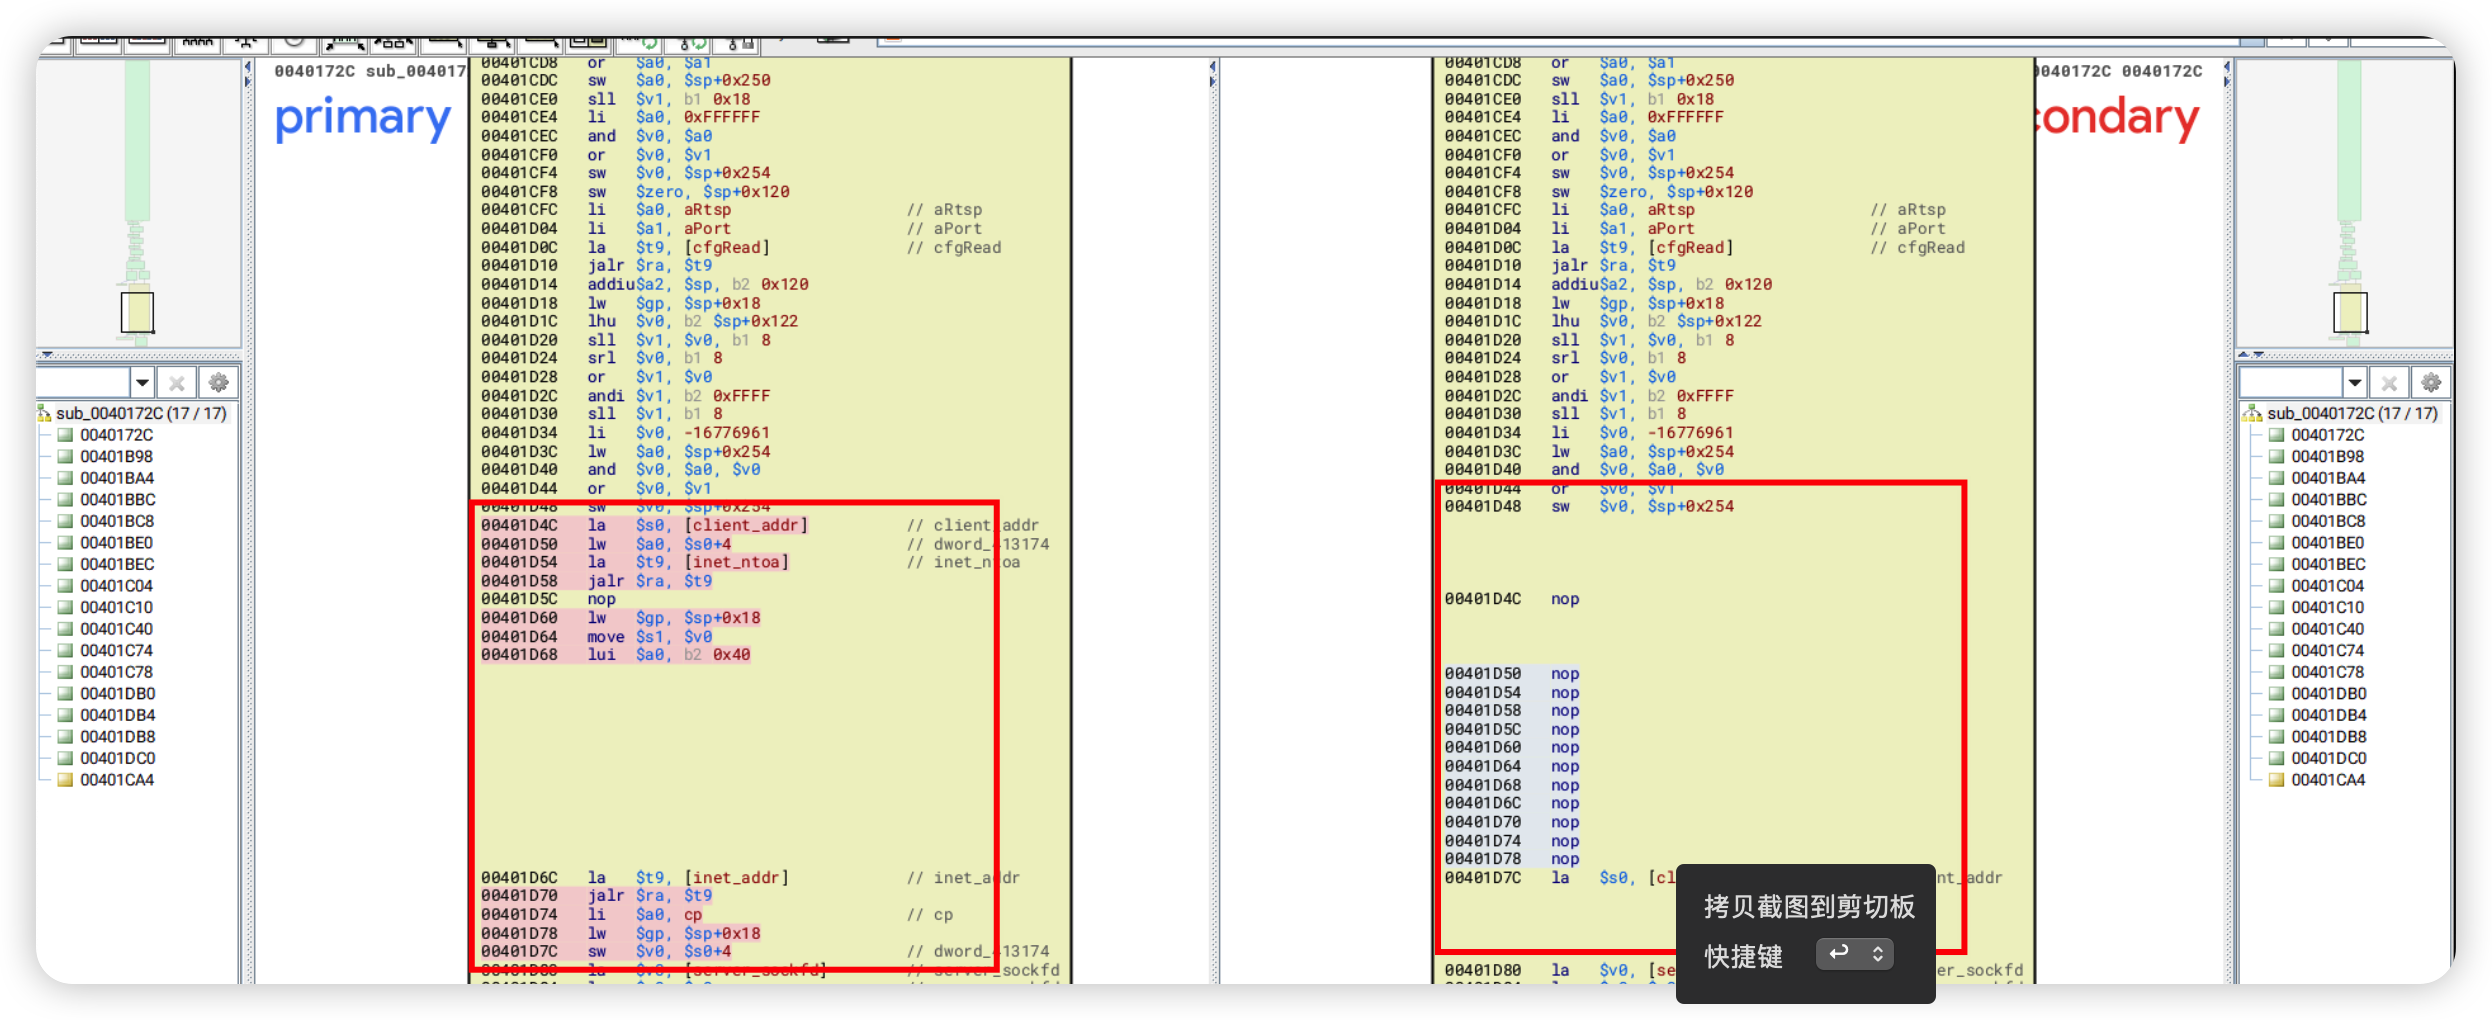 0040172C sub_004017
primary
00401CD8 or $a0, $a1
00401CDC sw $a0, $sp+0x250
00401CE0 sll $v1, b1 0x18
00401CE4 li $a0, 0xFFFFFF
00401CEC and $v0, $a0
00401CF0 or $v0, $v1
00401CF4 sw $v0, $sp+0x254
00401CF8 sw $zero, $sp+0x120
00401CFC li $a0, aRtsp // aRtsp
00401D04 li $a1, aPort // aPort
00401D0C la $t9, [cfgRead] // cfgRead
00401D10 jalr $ra, $t9
00401D14 addiu$a2, $sp, b2 0x120
00401D18 lw $gp, $sp+0x18
00401D1C lhu $v0, b2 $sp+0x122
00401D20 sll $v1, $v0, b1 8
00401D24 srl $v0, b1 8
00401D28 or $v1, $v0
00401D2C andi $v1, b2 0xFFFF
00401D30 sll $v1, b1 8
00401D34 li $v0, -16776961
00401D3C lw $a0, $sp+0x254
00401D40 and $v0, $a0, $v0
00401D44 or $v0, $v1
00401D48 sw $v0, $sp+0x254
00401D4C la $s0, [client_addr] // client_addr
00401D50 lw $a0, $s0+4 // dword_413174
00401D54 la $t9, [inet_ntoa] // inet_ntoa
00401D58 jalr $ra, $t9
00401D5C nop
00401D60 lw $gp, $sp+0x18
00401D64 move $s1, $v0
00401D68 lui $a0, b2 0x40
00401D6C la $t9, [inet_addr] // inet_addr
00401D70 jalr $ra, $t9
00401D74 li $a0, cp // cp
00401D78 lw $gp, $sp+0x18
00401D7C sw $v0, $s0+4 // dword_413174
00401D80 la $v0, [server_sockfd] // server_sockfd
sub_0040172C (17 / 17)
0040172C
00401B98
00401BA4
00401BBC
00401BC8
00401BE0
00401BEC
00401C04
00401C10
00401C40
00401C74
00401C78
00401DB0
00401DB4
00401DB8
00401DC0
00401CA4
0040172C 0040172C
condary
00401CD8 or $a0, $a1
00401CDC sw $a0, $sp+0x250
00401CE0 sll $v1, b1 0x18
00401CE4 li $a0, 0xFFFFFF
00401CEC and $v0, $a0
00401CF0 or $v0, $v1
00401CF4 sw $v0, $sp+0x254
00401CF8 sw $zero, $sp+0x120
00401CFC li $a0, aRtsp // aRtsp
00401D04 li $a1, aPort // aPort
00401D0C la $t9, [cfgRead] // cfgRead
00401D10 jalr $ra, $t9
00401D14 addiu$a2, $sp, b2 0x120
00401D18 lw $gp, $sp+0x18
00401D1C lhu $v0, b2 $sp+0x122
00401D20 sll $v1, $v0, b1 8
00401D24 srl $v0, b1 8
00401D28 or $v1, $v0
00401D2C andi $v1, b2 0xFFFF
00401D30 sll $v1, b1 8
00401D34 li $v0, -16776961
00401D3C lw $a0, $sp+0x254
00401D40 and $v0, $a0, $v0
00401D44 or $v0, $v1
00401D48 sw $v0, $sp+0x254
00401D4C nop
00401D50 nop
00401D54 nop
00401D58 nop
00401D5C nop
00401D60 nop
00401D64 nop
00401D68 nop
00401D6C nop
00401D70 nop
00401D74 nop
00401D78 nop
00401D7C la $s0, [cl nt_addr
00401D80 la $v0, [se er_sockfd
拷贝截图到剪切板
快捷键
sub_0040172C (17 / 17)
0040172C
00401B98
00401BA4
00401BBC
00401BC8
00401BE0
00401BEC
00401C04
00401C10
00401C40
00401C74
00401C78
00401DB0
00401DB4
00401DB8
00401DC0
00401CA4